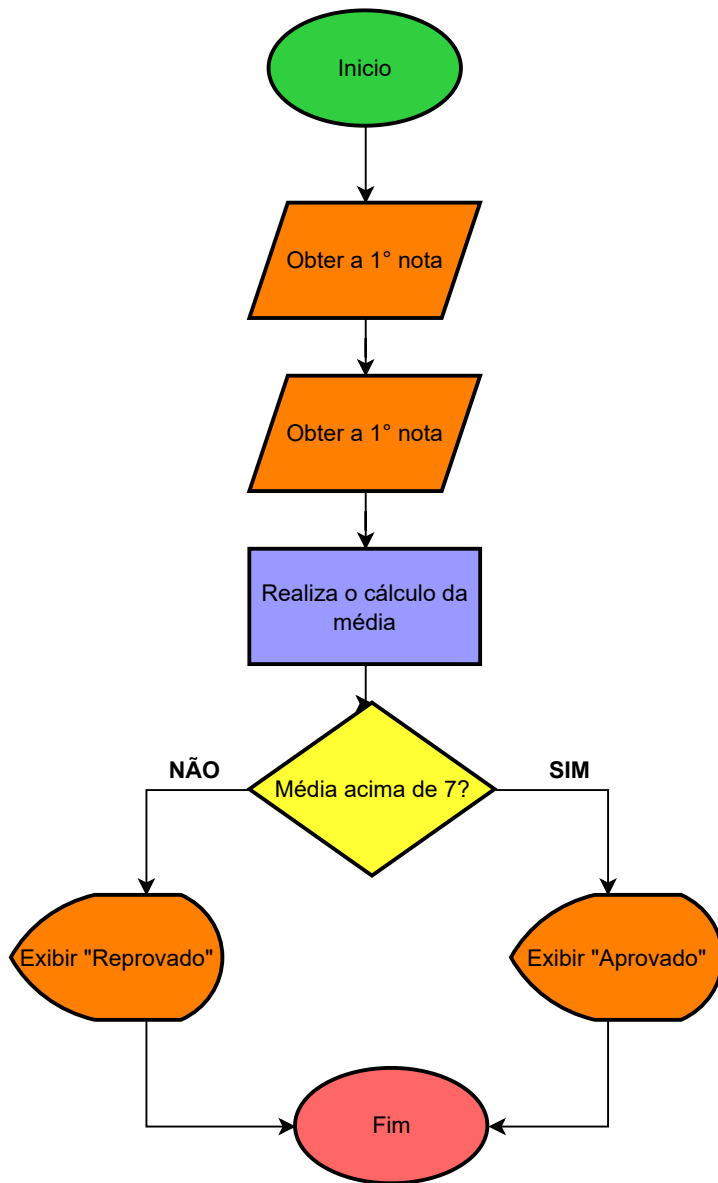 Inicio
Obter a 1° nota
Obter a 1° nota
Realiza o cálculo da
média
NÃO
Média acima de 7?
SIM
Exibir "Reprovado"
Exibir "Aprovado"
Fim